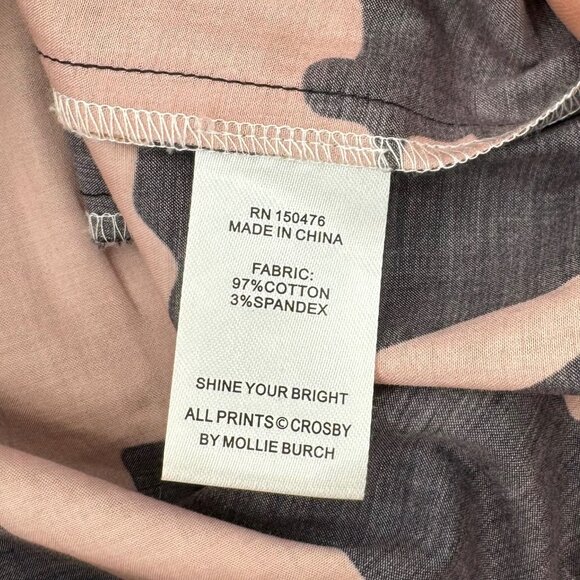 RN 150476
MADE IN CHINA
FABRIC:
97%COTTON
3%SPANDEX
SHINE YOUR BRIGHT
ALL PRINTS © CROSBY
BY MOLLIE BURCH